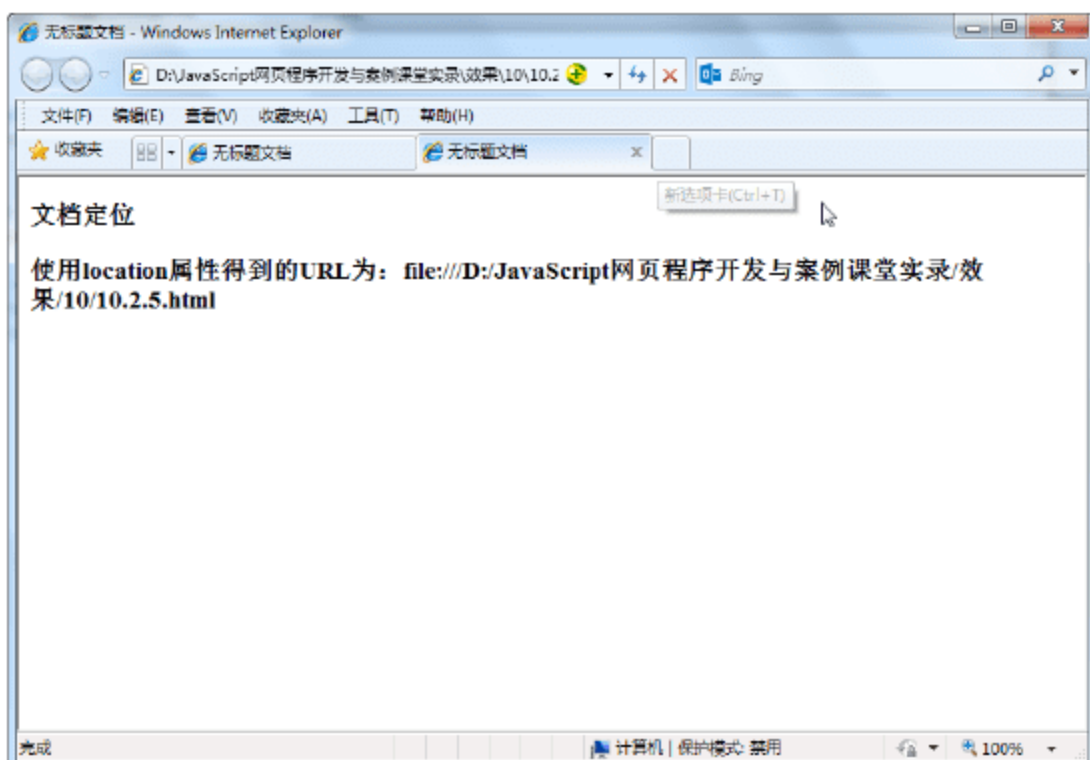 无标题文档 - Windows Internet Explorer
D:\JavaScript网页程序开发与案例课堂实录\效果\10\10.2
Bing
文件(F) 编辑(E) 查看(V) 收藏夹(A) 工具(T) 帮助(H)
收藏夹 无标题文档 无标题文档
新选项卡(Ctrl+T)
文档定位
使用location属性得到的URL为：file:///D:/JavaScript网页程序开发与案例课堂实录/效
果/10/10.2.5.html
完成 计算机 | 保护模式: 禁用 100%